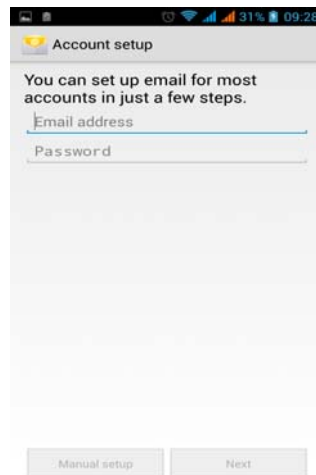 31% 09:28
Account setup
You can set up email for most
accounts in just a few steps.
Email address
Password
Manual setup
Next